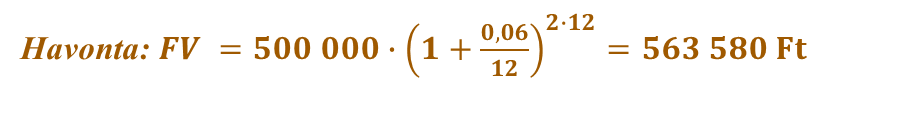 Havonta: FV = 500 000 · (1 + 0,06/12)^2·12 = 563 580 Ft